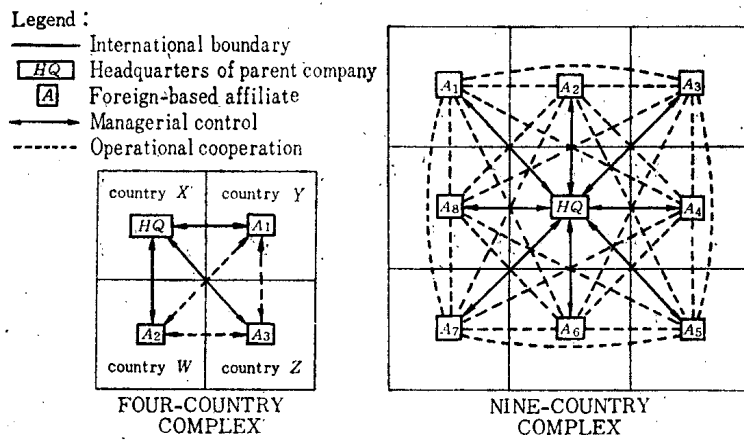 Legend :
International boundary
HQ Headquarters of parent company
A Foreign-based affiliate
Managerial control
Operational cooperation
country X country Y
HQ A1
A2 A3
country W country Z
FOUR-COUNTRY
COMPLEX
A1 A2 A3
A8 HQ A4
A7 A6 A5
NINE-COUNTRY
COMPLEX